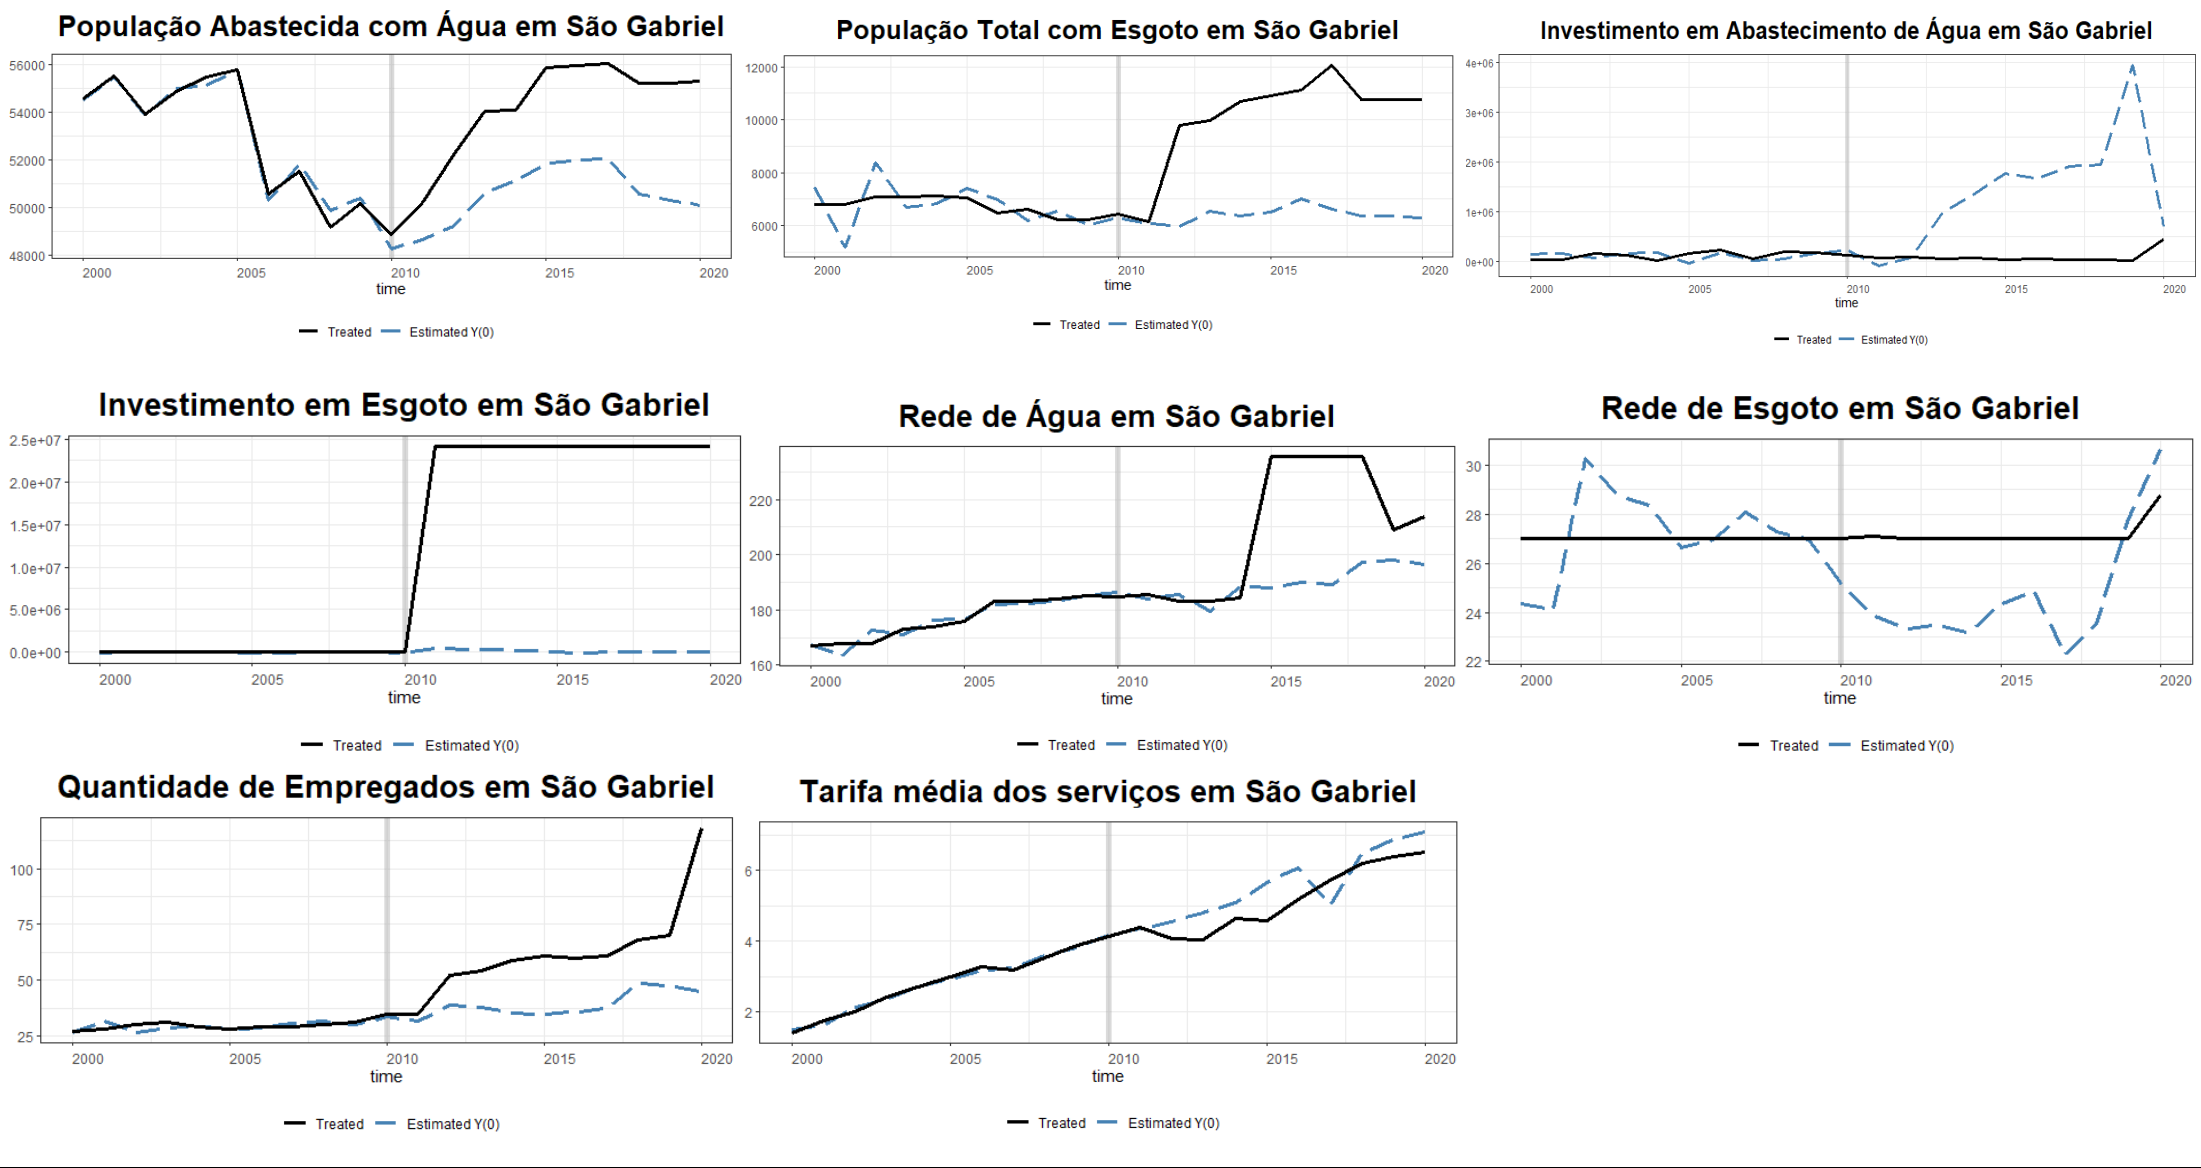 População Abastecida com Água em São Gabriel
56000
54000
52000
50000
48000
2000 2005 2010 2015 2020
time
Treated Estimated Y(0)
População Total com Esgoto em São Gabriel
12000
10000
8000
6000
2000 2005 2010 2015 2020
time
Treated Estimated Y(0)
Investimento em Abastecimento de Água em São Gabriel
4e+06
3e+06
2e+06
1e+06
0e+00
2000 2005 2010 2015 2020
time
Treated Estimated Y(0)
Investimento em Esgoto em São Gabriel
2.5e+07
2.0e+07
1.5e+07
1.0e+07
5.0e+06
0.0e+00
2000 2005 2010 2015 2020
time
Treated Estimated Y(0)
Rede de Água em São Gabriel
220
200
180
160
2000 2005 2010 2015 2020
time
Treated Estimated Y(0)
Rede de Esgoto em São Gabriel
30
28
26
24
22
2000 2005 2010 2015 2020
time
Treated Estimated Y(0)
Quantidade de Empregados em São Gabriel
100
75
50
25
2000 2005 2010 2015 2020
time
Treated Estimated Y(0)
Tarifa média dos serviços em São Gabriel
6
4
2
2000 2005 2010 2015 2020
time
Treated Estimated Y(0)